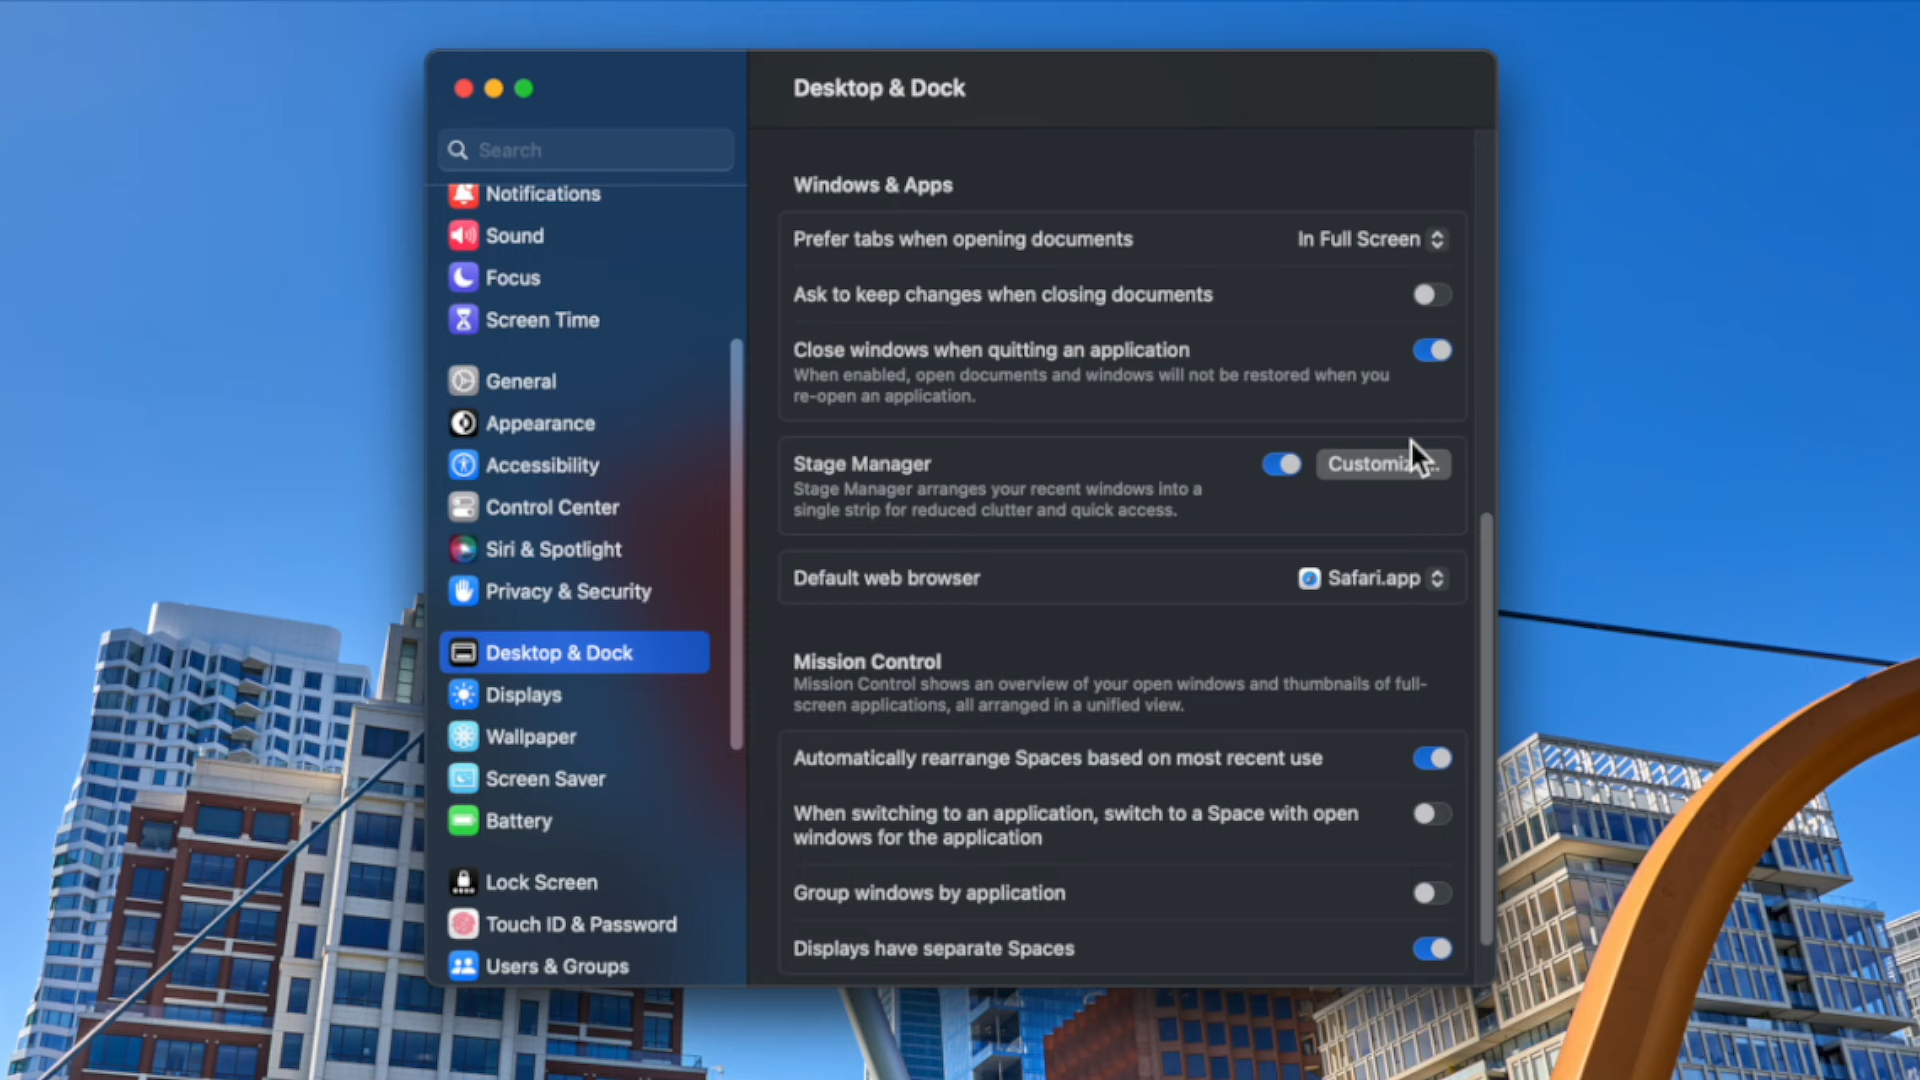 Desktop & Dock
Search
Notifications
Sound
Focus
Screen Time
General
Appearance
Accessibility
Control Center
Siri & Spotlight
Privacy & Security
Desktop & Dock
Displays
Wallpaper
Screen Saver
Battery
Lock Screen
Touch ID & Password
Users & Groups
Windows & Apps
Prefer tabs when opening documents In Full Screen
Ask to keep changes when closing documents
Close windows when quitting an application
When enabled, open documents and windows will not be restored when you
re-open an application.
Stage Manager Customize...
Stage Manager arranges your recent windows into a
single strip for reduced clutter and quick access.
Default web browser Safari.app
Mission Control
Mission Control shows an overview of your open windows and thumbnails of full-
screen applications, all arranged in a unified view.
Automatically rearrange Spaces based on most recent use
When switching to an application, switch to a Space with open
windows for the application
Group windows by application
Displays have separate Spaces